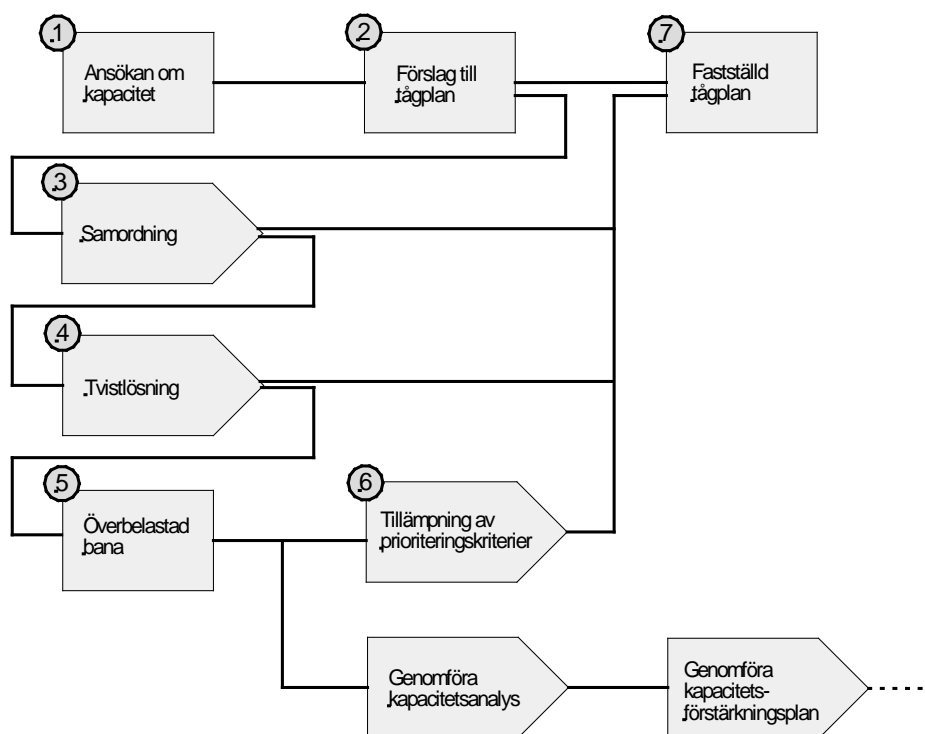 1
Ansökan om
kapacitet
2
Förslag till
tågplan
7
Fastställd
tågplan
3
Samordning
4
Tvistlösning
5
Överbelastad
bana
6
Tillämpning av
prioriteringskriterier
Genomföra
kapacitetsanalys
Genomföra
kapacitets-
förstärkningsplan